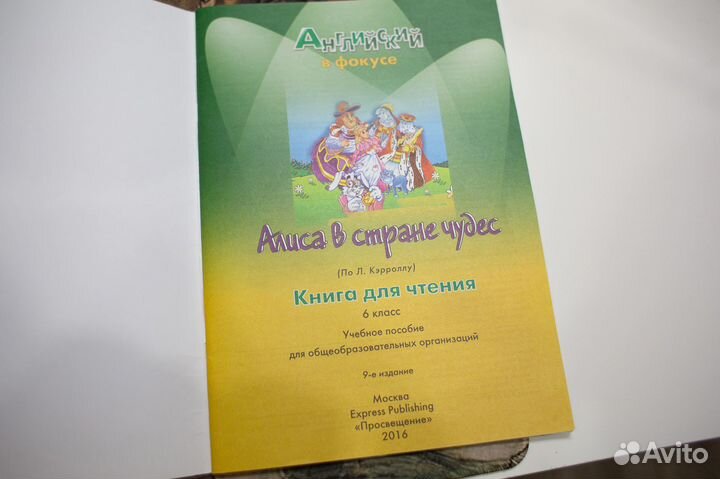 Английский
в фокусе
Алиса в стране чудес
(По Л. Кэрроллу)
Книга для чтения
6 класс
Учебное пособие
для общеобразовательных организаций
9-е издание
Москва
Express Publishing
«Просвещение»
2016
Avito